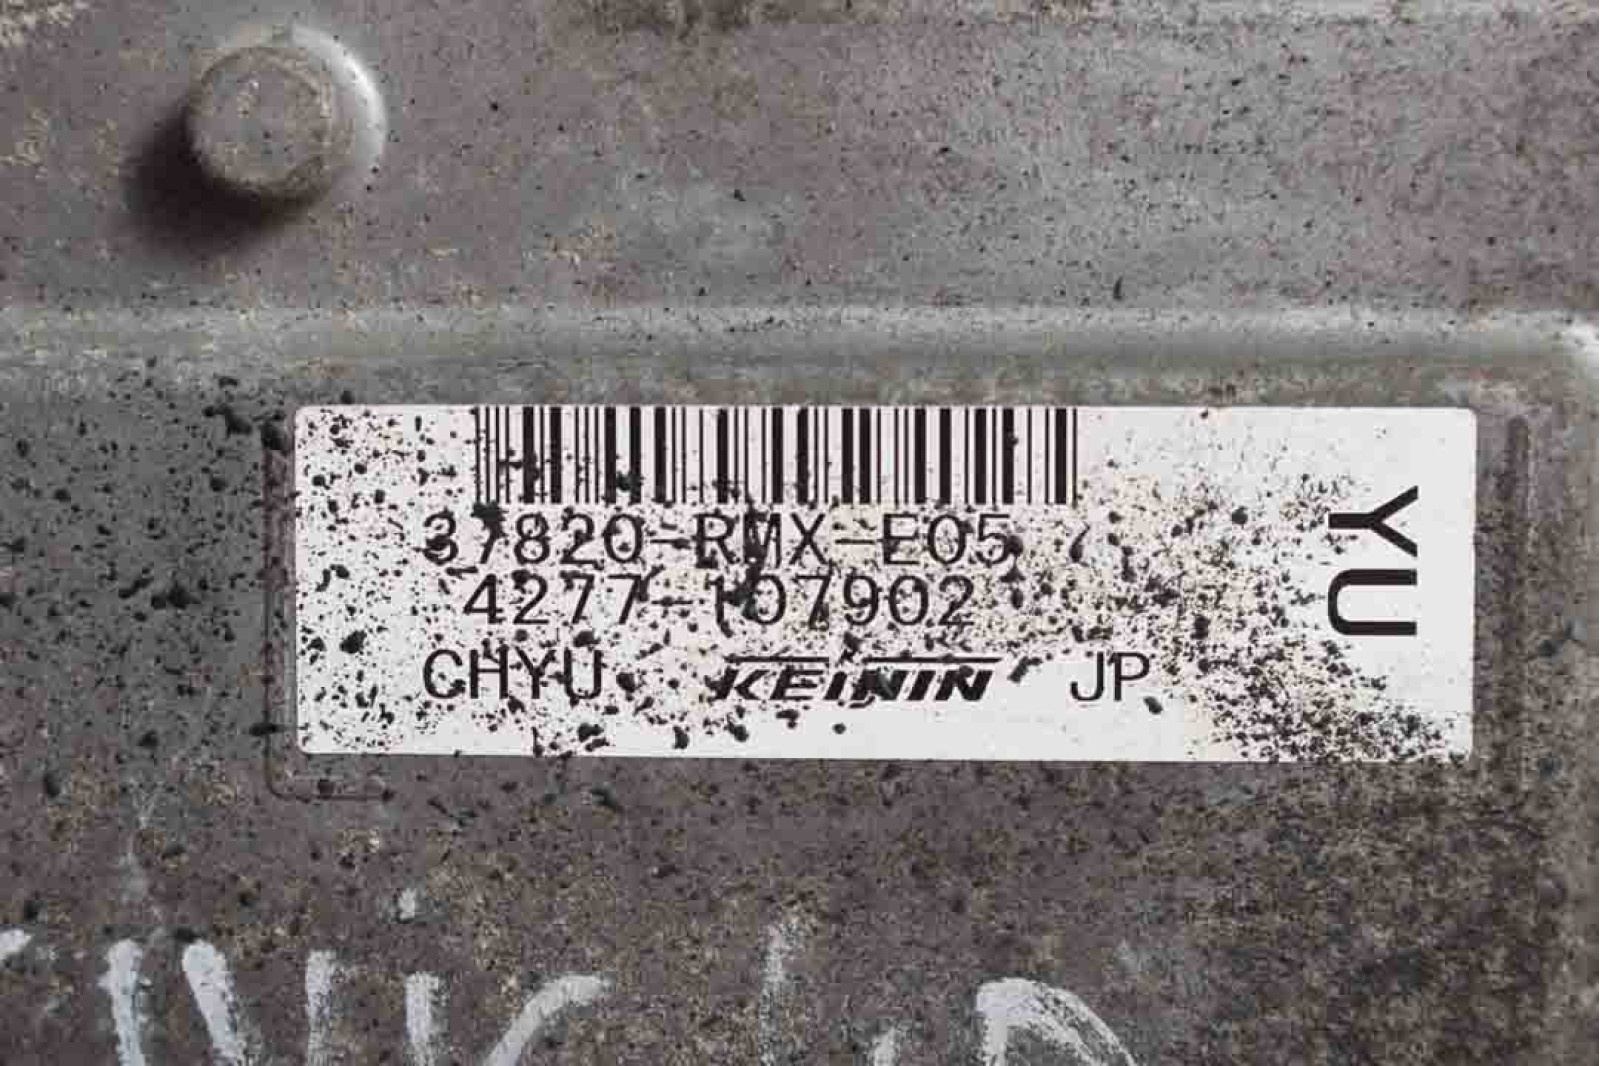 37820-RMX-E05
4277-107902
CHYU KEIHIN JP
YU